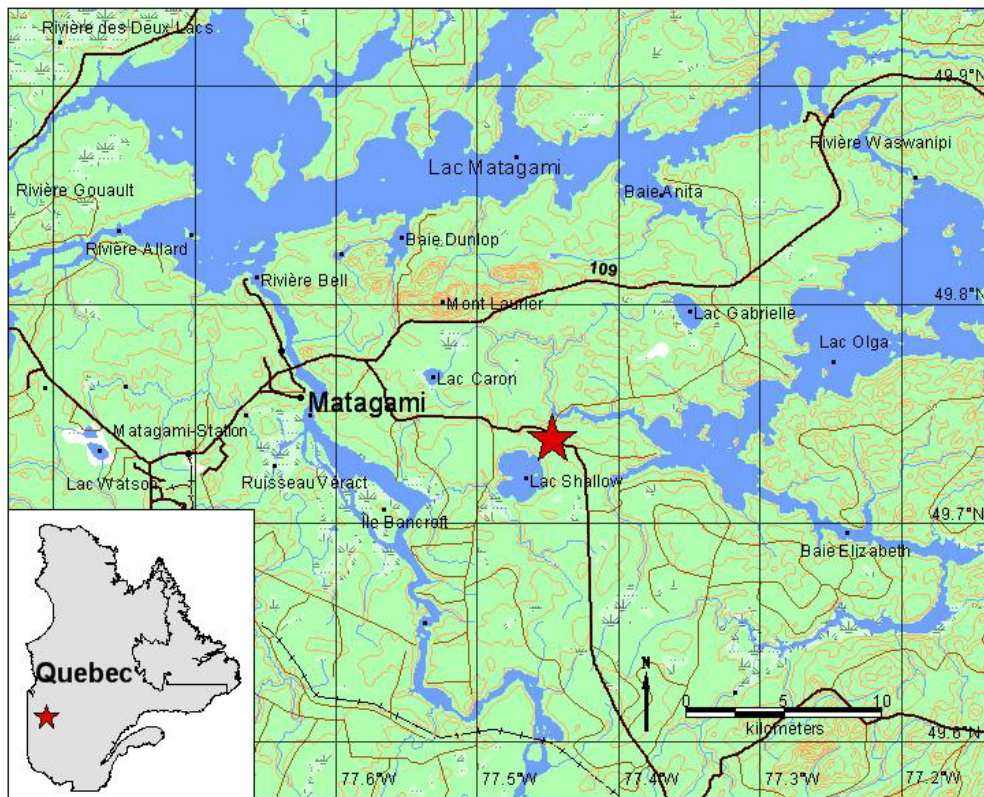 Rivière des Deux Lacs
49.9°N
Rivière Waswanipi
Lac Matagami
Rivière Gouault
Baie Anita
Rivière Allard
Baie Dunlop
109
Rivière Bell
49.8°N
Mont Laurier
Lac Gabrielle
Lac Olga
Lac Caron
Matagami
Matagami-Station
Lac Watson
Ruisseau Véract
Lac Shallow
Île Bancroft
49.7°N
Baie Elizabeth
Quebec
N
0 5 10
kilometers
49.6°N
77.6°W 77.5°W 77.4°W 77.3°W 77.2°W